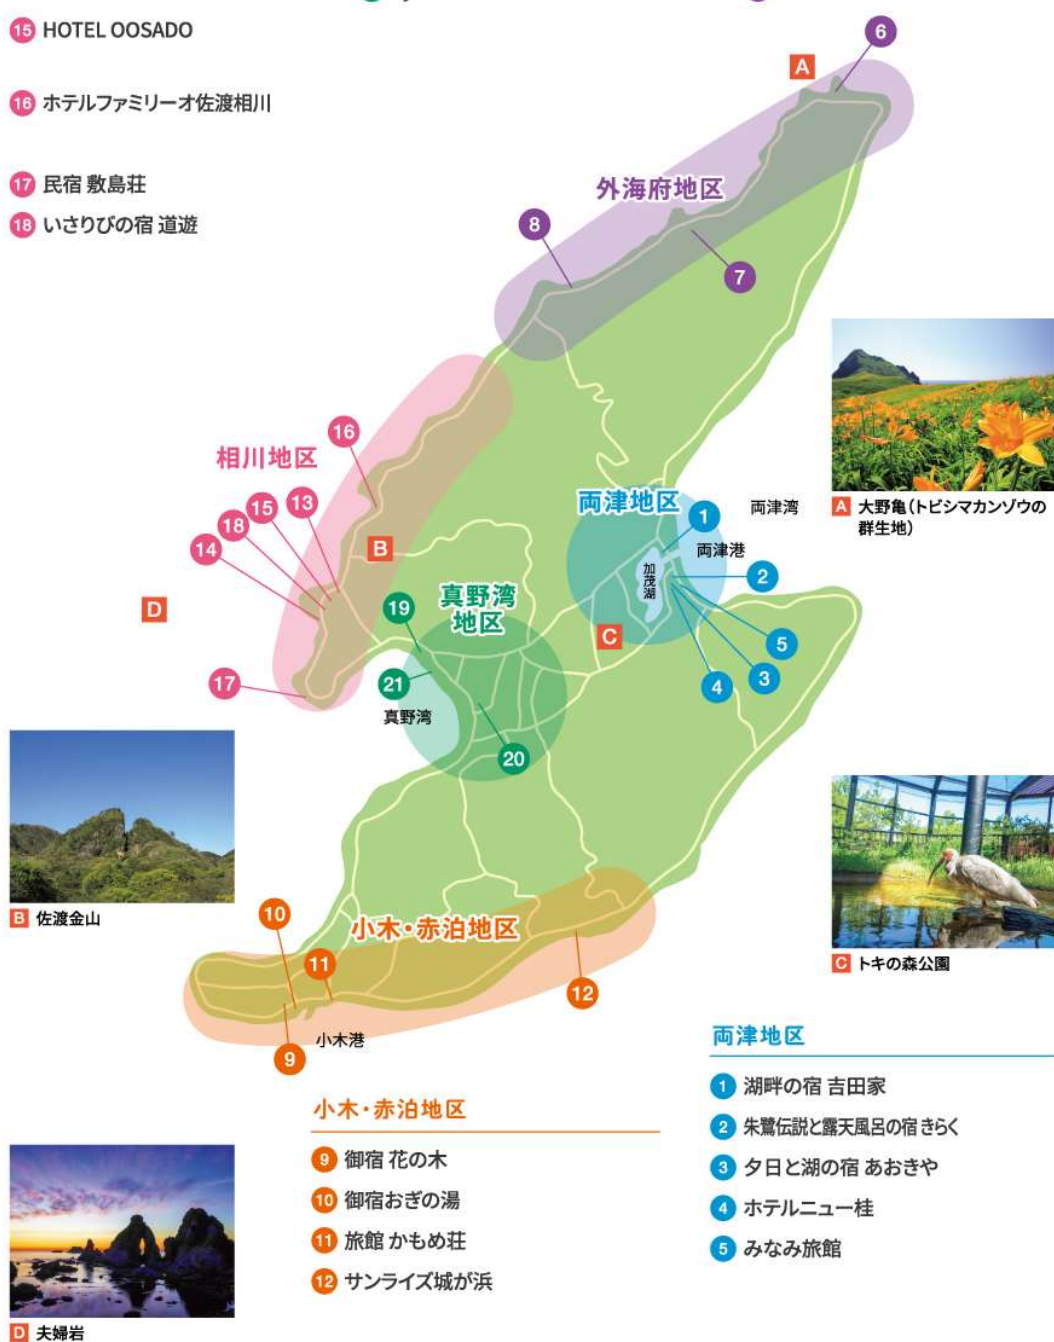 15 HOTEL OOSADO
16 ホテルファミリーオ佐渡相川
17 民宿 敷島荘
18 いさりびの宿 道遊
A
6
外海府地区
8
7
16
相川地区
13
15
18
14
B
D
17
両津地区
1
両津湾
両津港
加茂湖
2
C
5
3
4
真野湾
地区
19
21
真野湾
20
A 大野亀(トビシマカンゾウの
群生地)
B 佐渡金山
C トキの森公園
小木・赤泊地区
10
11
12
小木港
9
両津地区
1 湖畔の宿 吉田家
2 朱鷺伝説と露天風呂の宿 きらく
3 夕日と湖の宿 あおきや
4 ホテルニュー桂
5 みなみ旅館
小木・赤泊地区
9 御宿 花の木
10 御宿おぎの湯
11 旅館 かもめ荘
12 サンライズ城が浜
D 夫婦岩